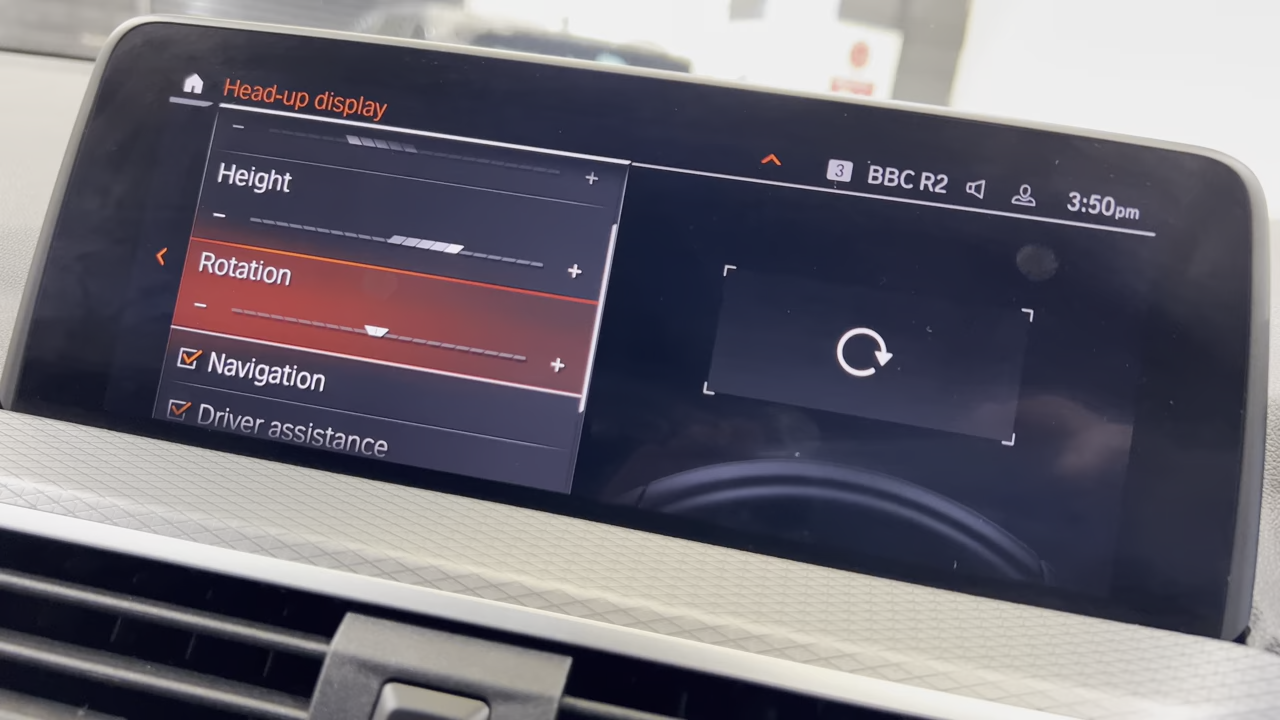 Head-up display
3 BBC R2 3:50pm
- +
Height
- +
Rotation
- +
Navigation
Driver assistance